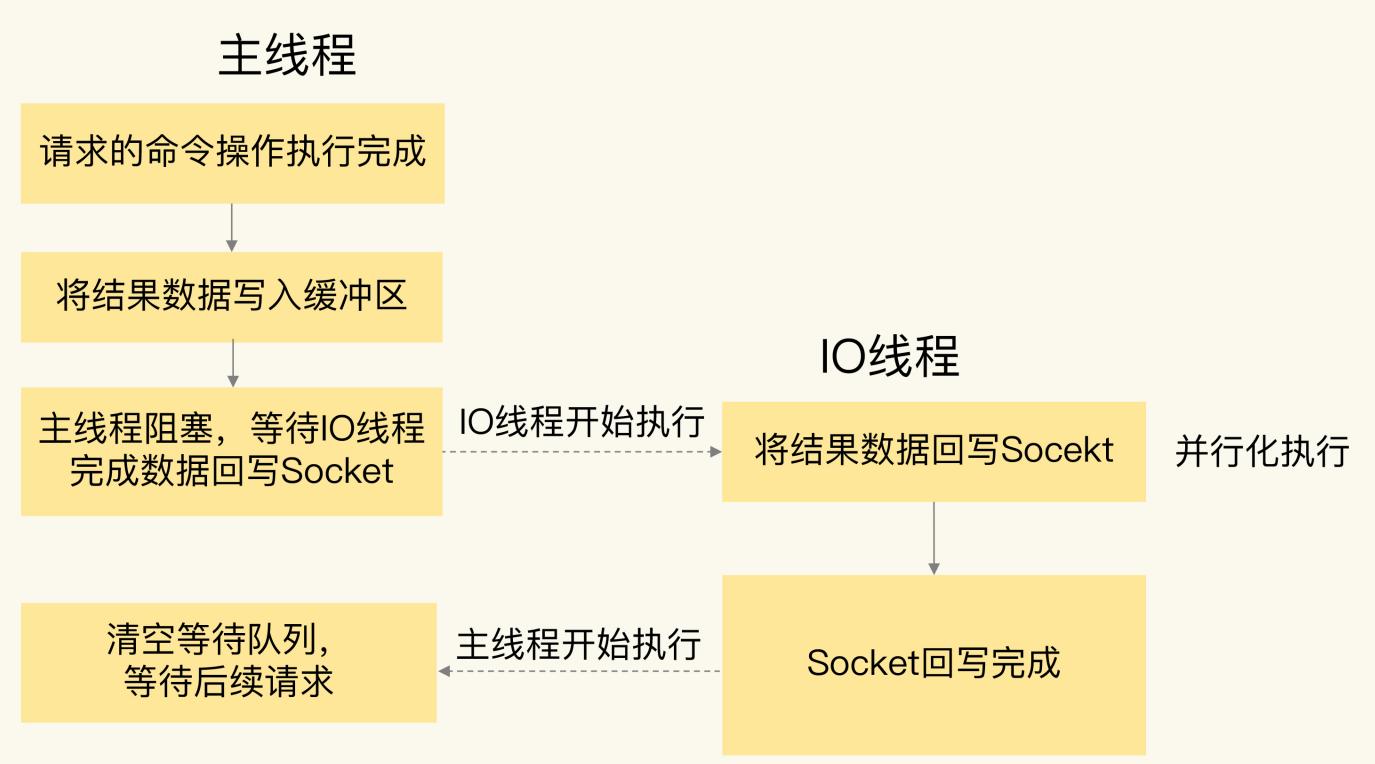 主线程
请求的命令操作执行完成
将结果数据写入缓冲区
主线程阻塞，等待IO线程
完成数据回写Socket
IO线程开始执行
IO线程
将结果数据回写Socekt
并行化执行
Socket回写完成
主线程开始执行
清空等待队列，
等待后续请求